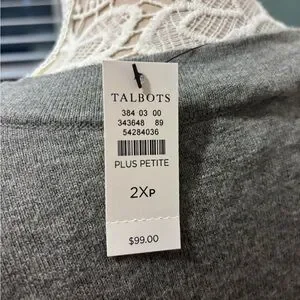 TALBOTS
384 03 00
343648 89
54284036
PLUS PETITE
2XP
$99.00